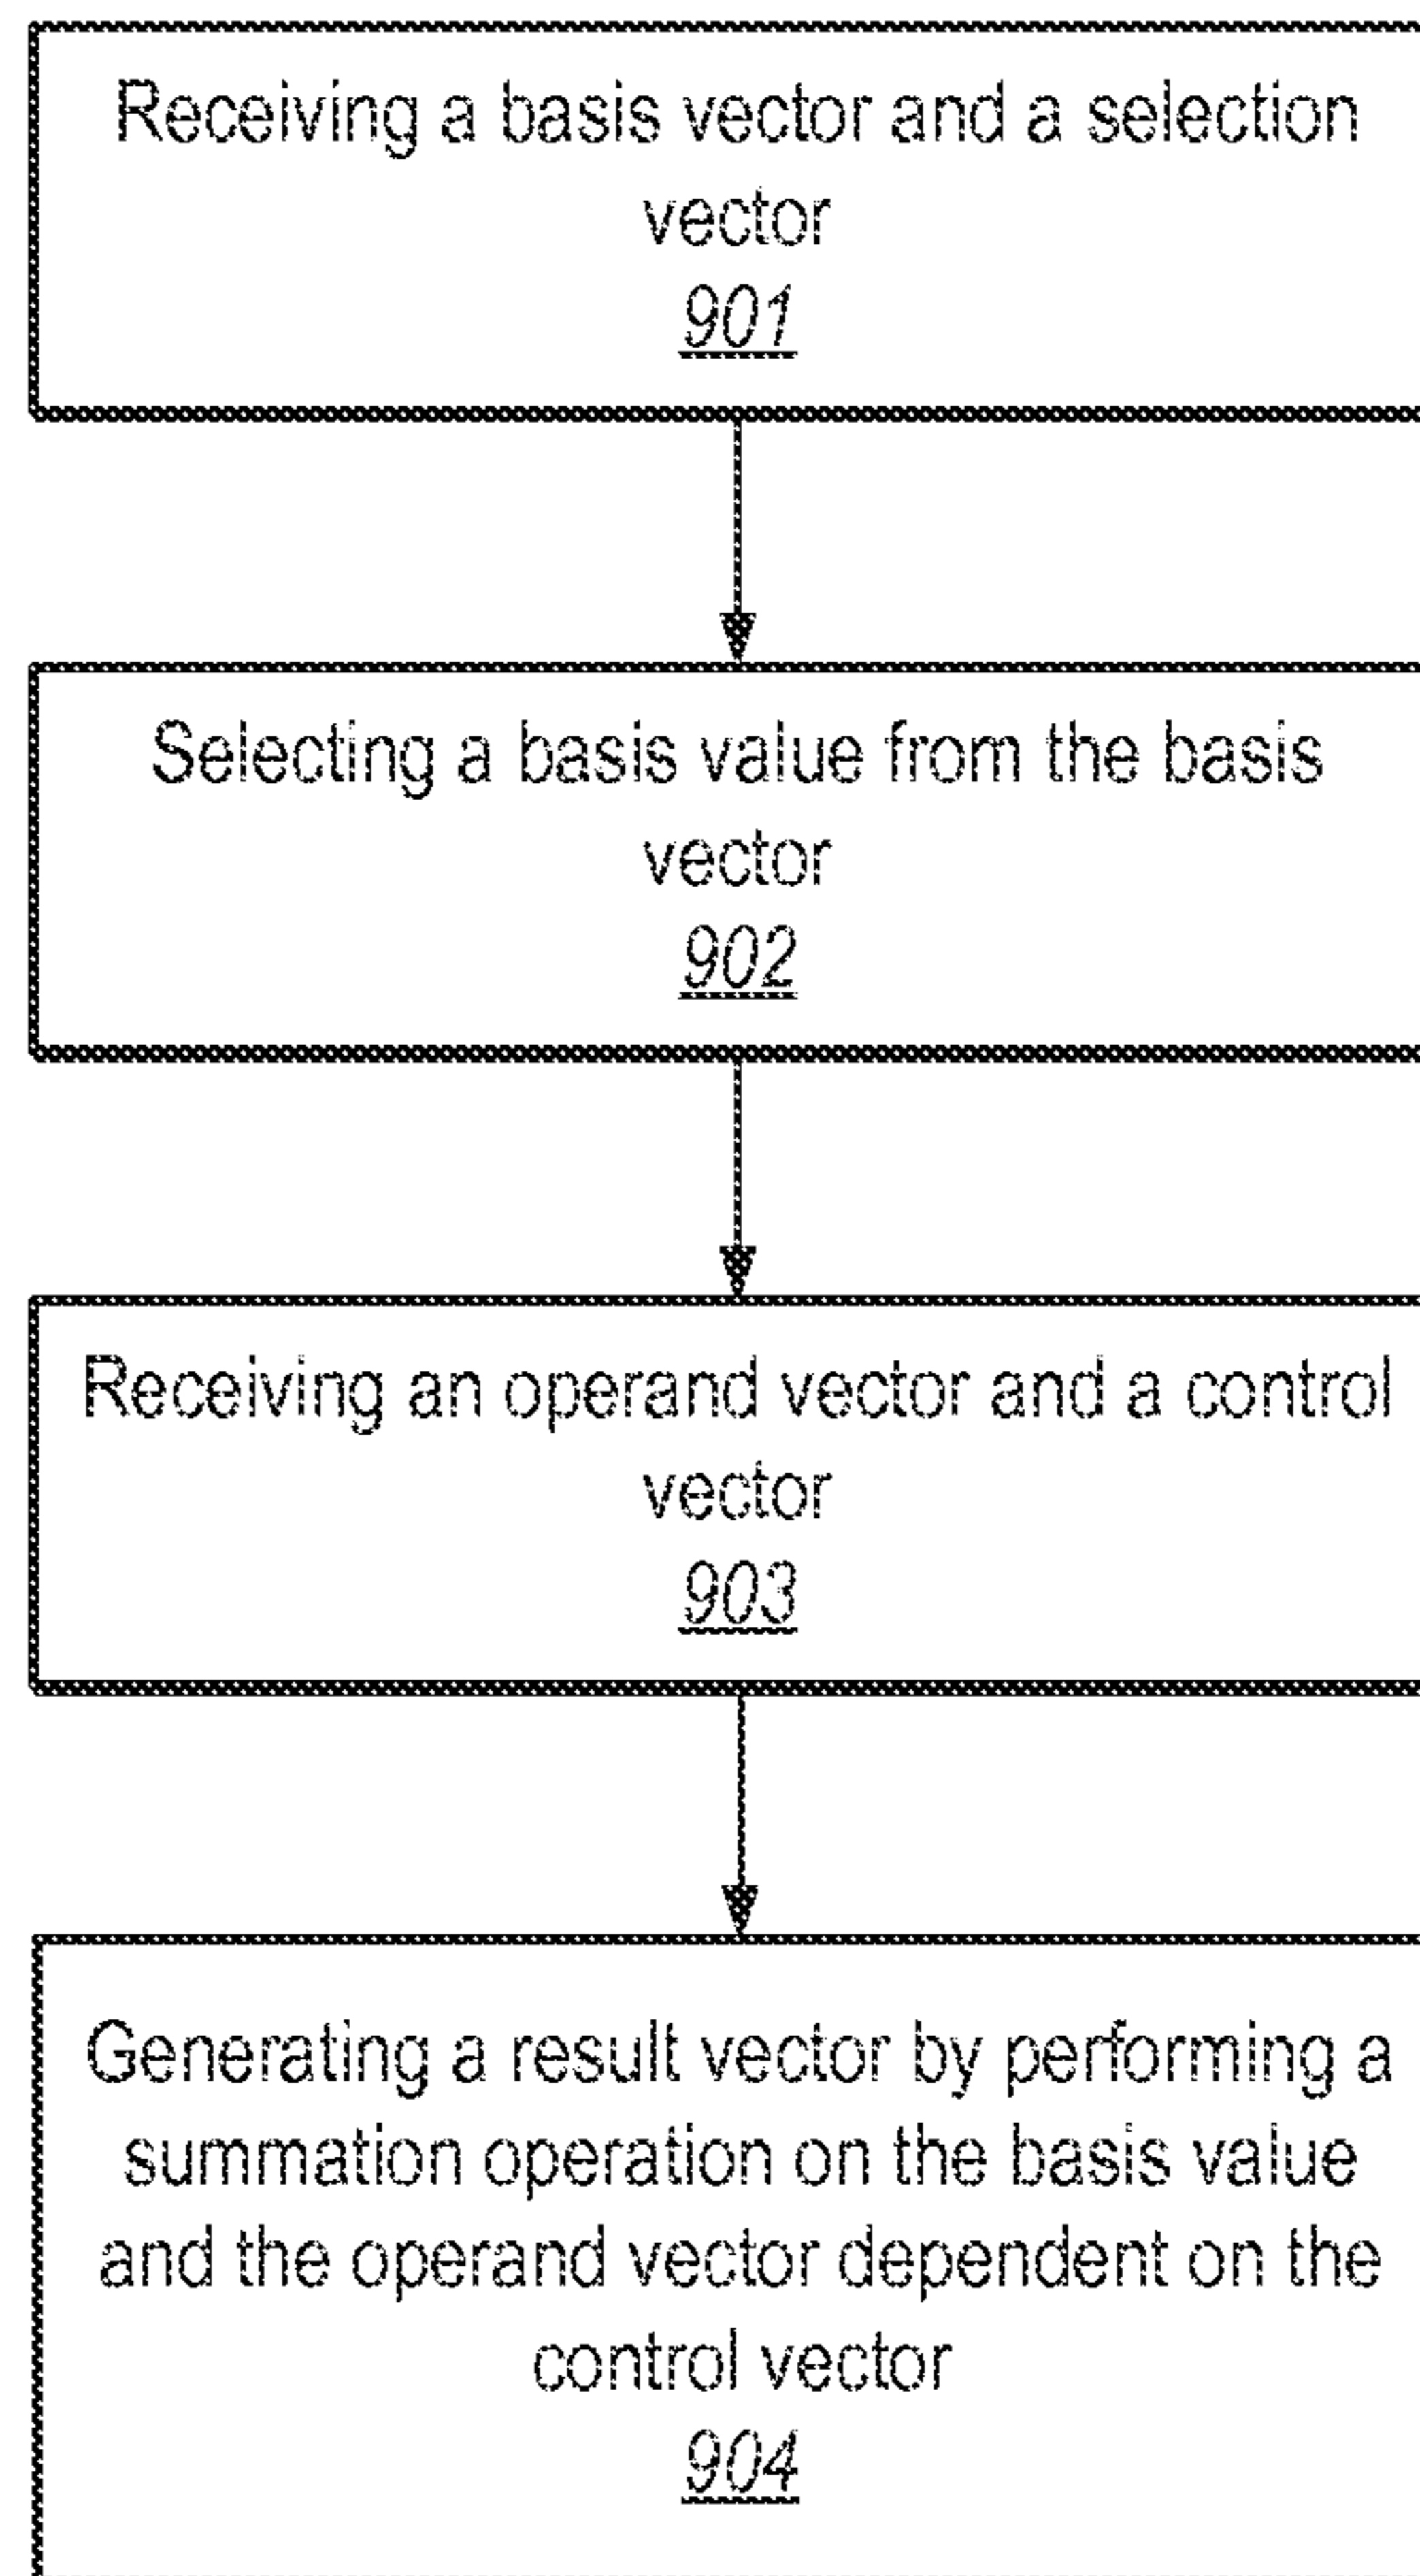 Receiving a basis vector and a selection
vector
901
Selecting a basis value from the basis
vector
902
Receiving an operand vector and a control
vector
903
Generating a result vector by performing a
summation operation on the basis value
and the operand vector dependent on the
control vector
904